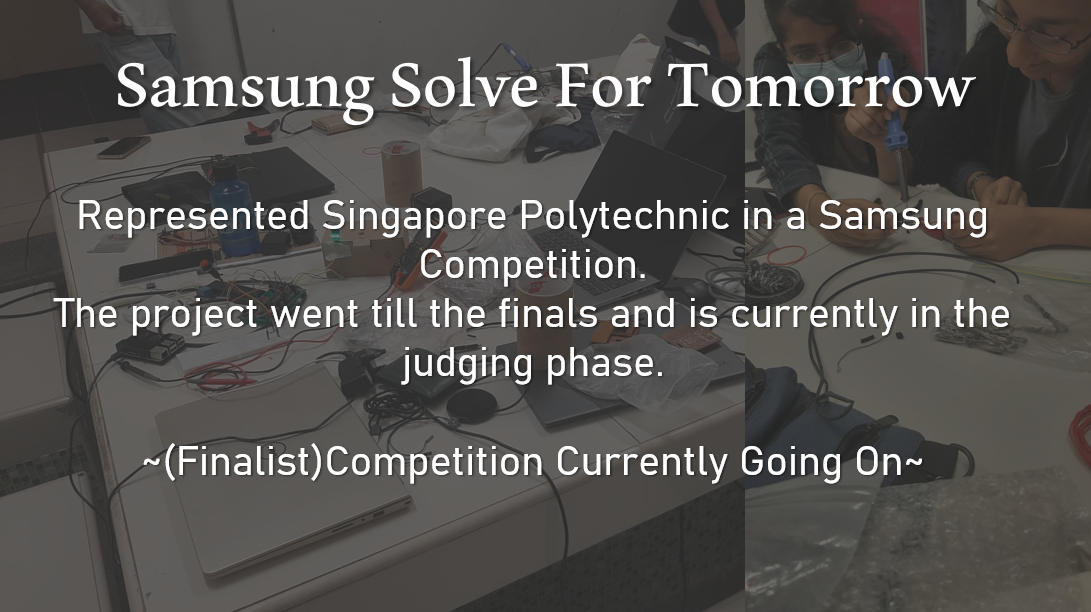 Samsung Solve For Tomorrow
Represented Singapore Polytechnic in a Samsung
Competition.
The project went till the finals and is currently in the
judging phase.
~(Finalist)Competition Currently Going On~